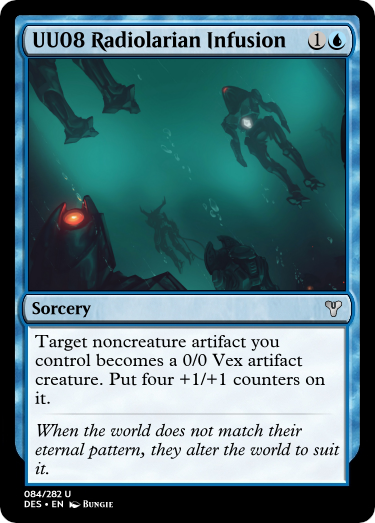 UU08 Radiolarian Infusion 1
Sorcery
Target noncreature artifact you
control becomes a 0/0 Vex artifact
creature. Put four +1/+1 counters on
it.
When the world does not match their
eternal pattern, they alter the world to suit
it.
084/282 U
DES • EN Bungie